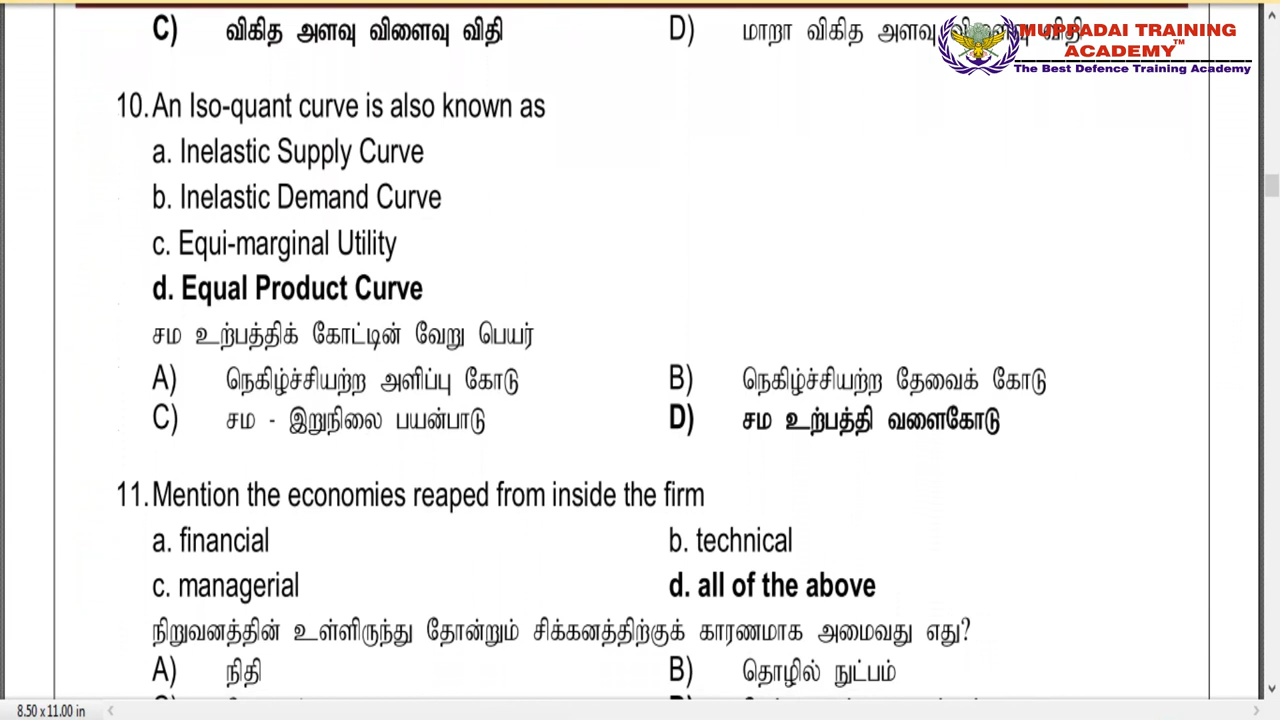 C) விகித அளவு விளைவு விதி D) மாறா விகித அளவு விளைவு விதி
MUPPADAI TRAINING
ACADEMY™
The Best Defence Training Academy
10. An Iso-quant curve is also known as
a. Inelastic Supply Curve
b. Inelastic Demand Curve
c. Equi-marginal Utility
d. Equal Product Curve
சம உற்பத்திக் கோட்டின் வேறு பெயர்
A) நெகிழ்ச்சியற்ற அளிப்பு கோடு B) நெகிழ்ச்சியற்ற தேவைக் கோடு
C) சம - இறுநிலை பயன்பாடு D) சம உற்பத்தி வளைகோடு
11. Mention the economies reaped from inside the firm
a. financial b. technical
c. managerial d. all of the above
நிறுவனத்தின் உள்ளிருந்து தோன்றும் சிக்கனத்திற்குக் காரணமாக அமைவது எது?
A) நிதி B) தொழில் நுட்பம்
8.50 x 11.00 in